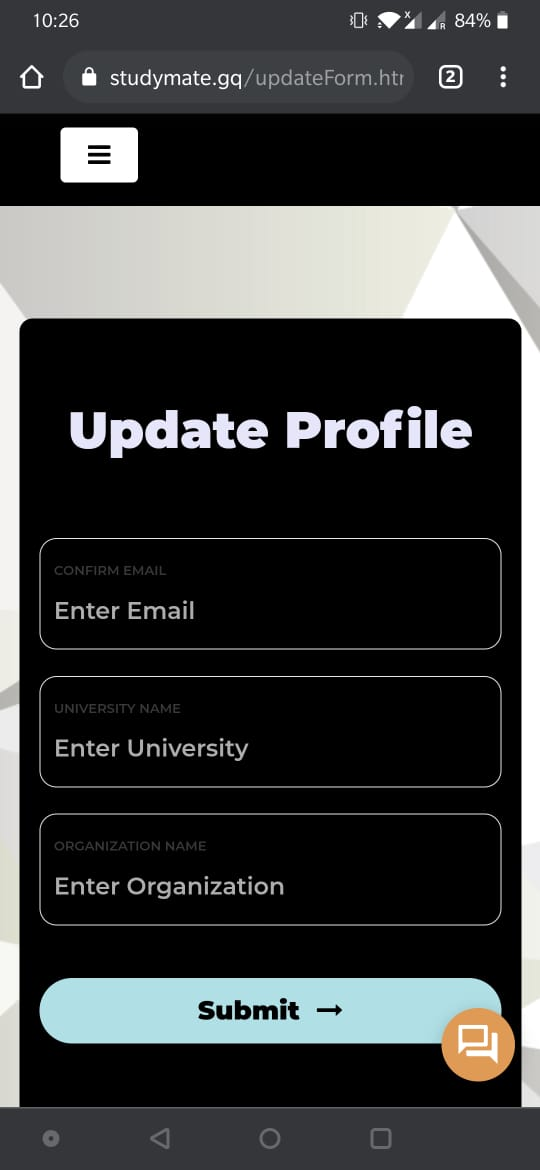 10:26
84%
studymate.gq/updateForm.htr
2
Update Profile
CONFIRM EMAIL
Enter Email
UNIVERSITY NAME
Enter University
ORGANIZATION NAME
Enter Organization
Submit →